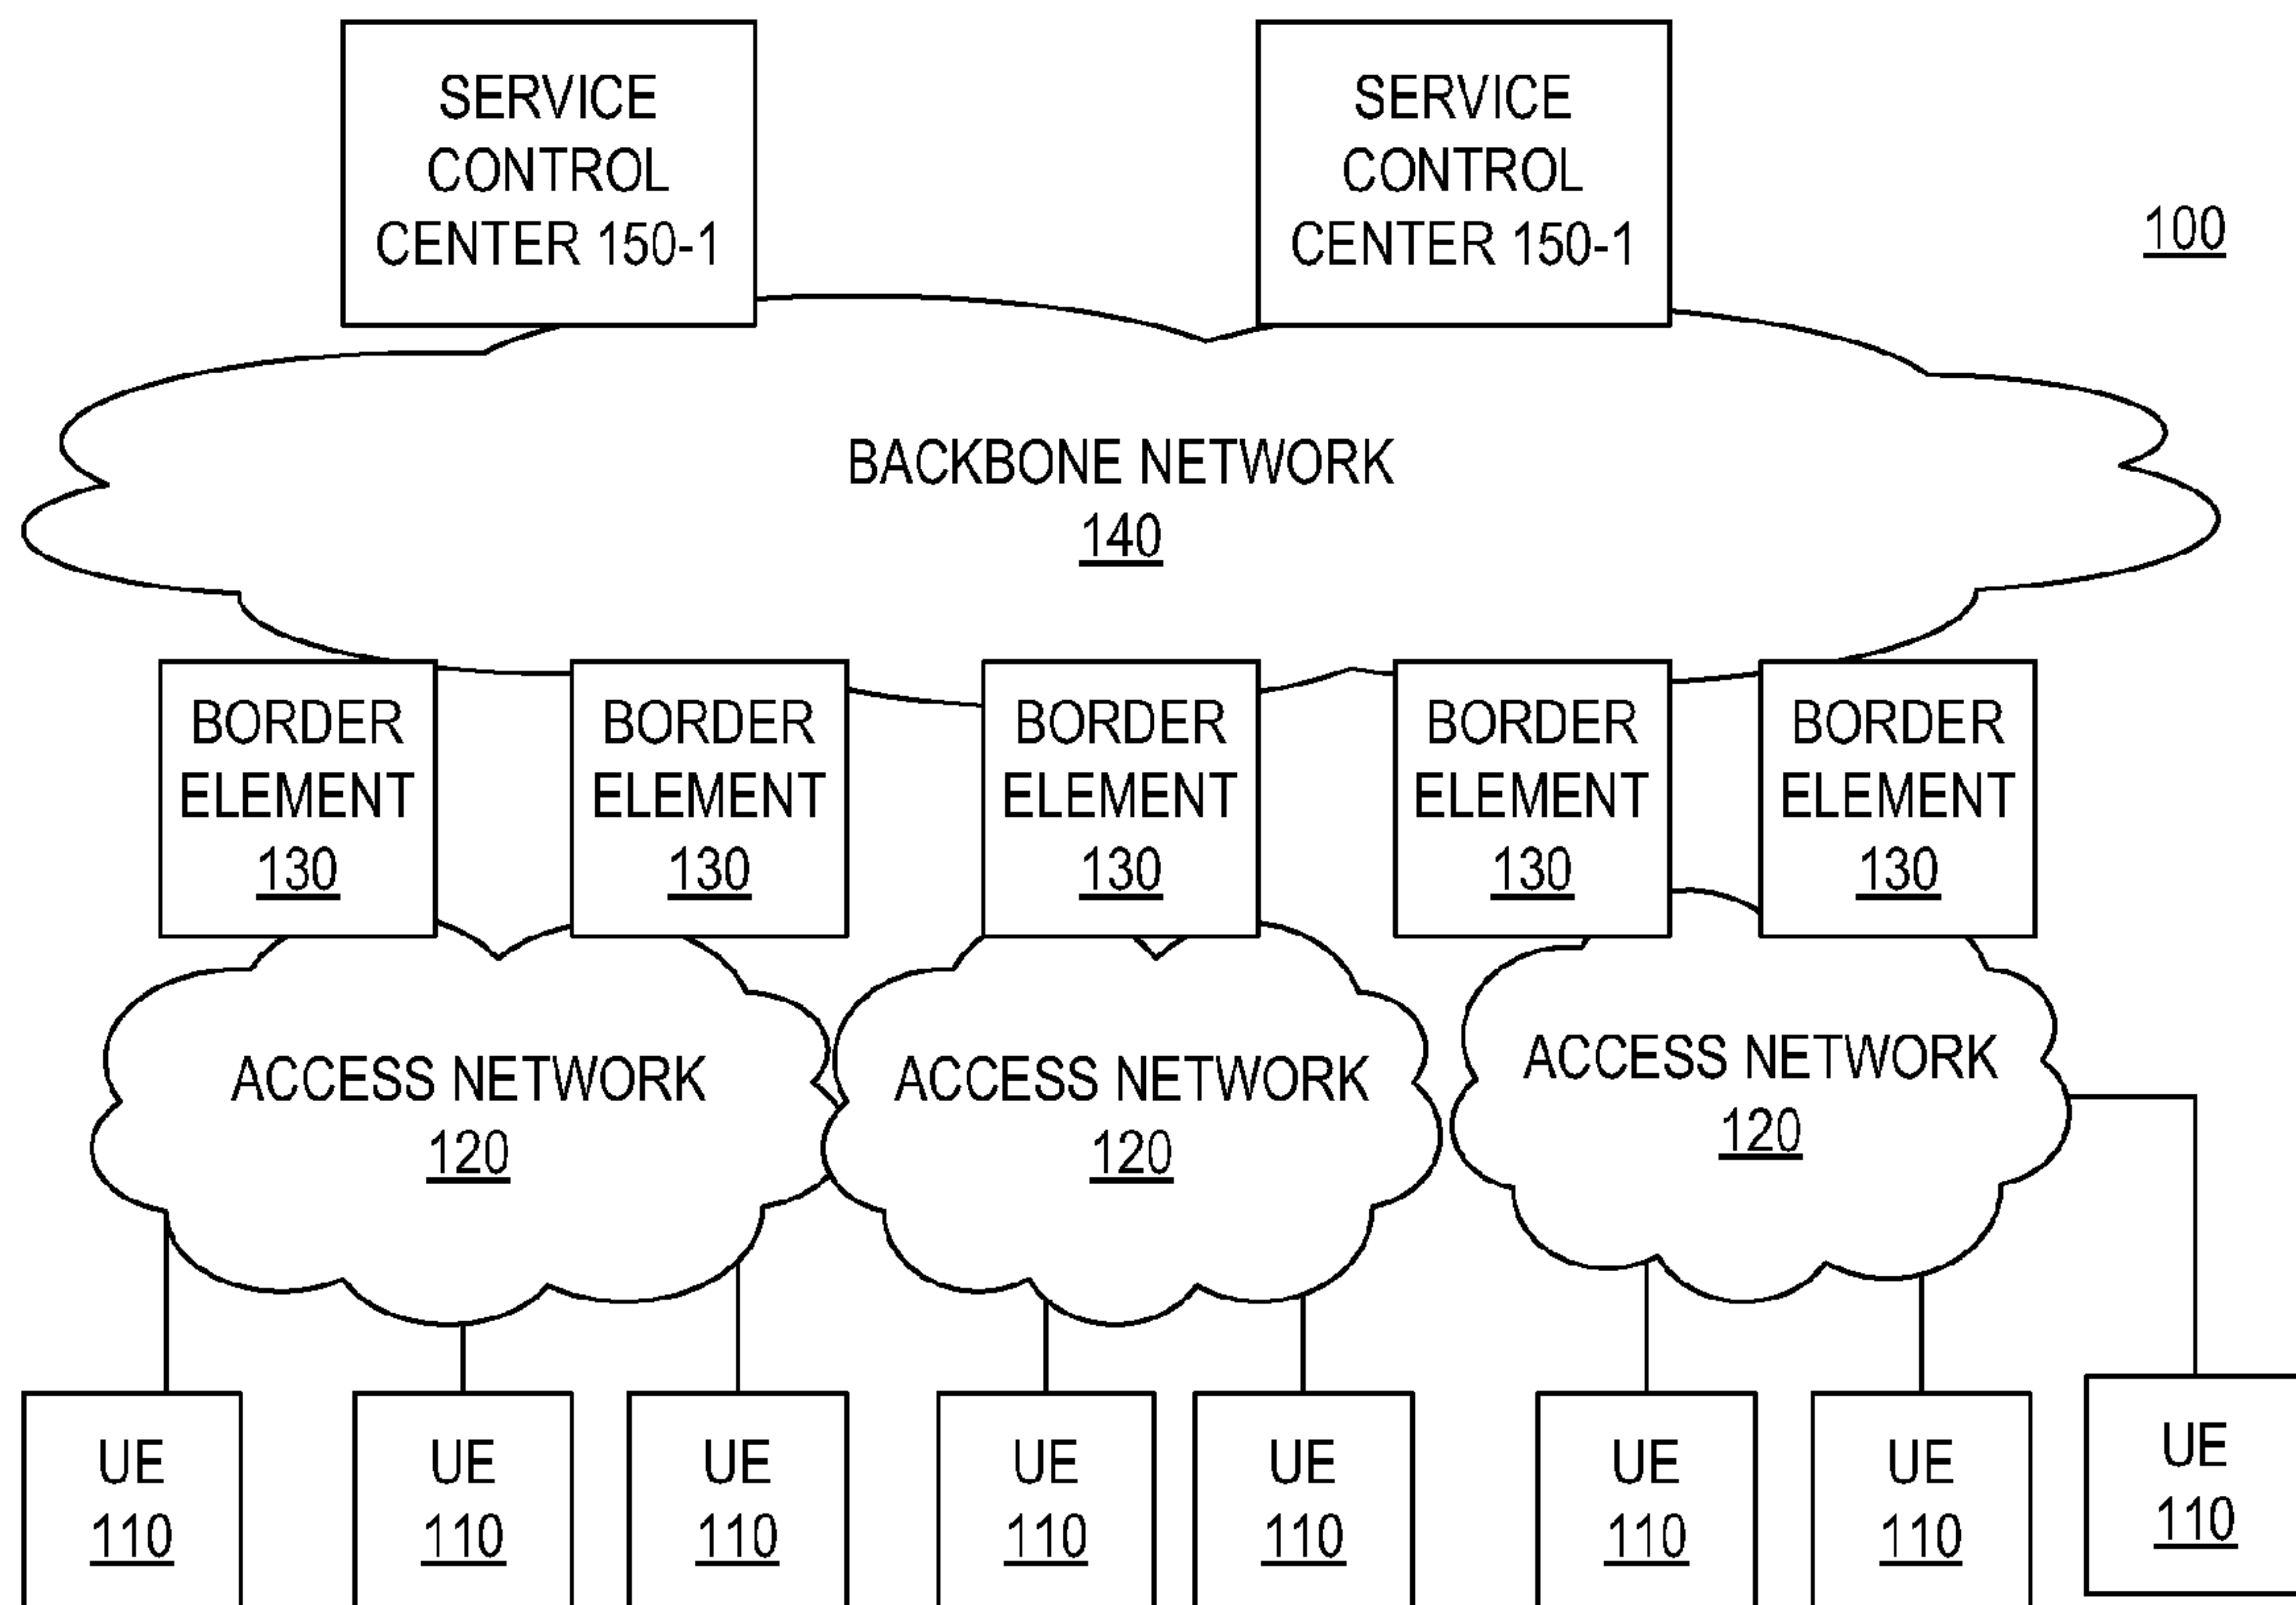 SERVICE
CONTROL
CENTER 150-1
SERVICE
CONTROL
CENTER 150-1
100
BACKBONE NETWORK
140
BORDER
ELEMENT
130
BORDER
ELEMENT
130
BORDER
ELEMENT
130
BORDER
ELEMENT
130
BORDER
ELEMENT
130
ACCESS NETWORK
120
ACCESS NETWORK
120
ACCESS NETWORK
120
UE
110
UE
110
UE
110
UE
110
UE
110
UE
110
UE
110
UE
110